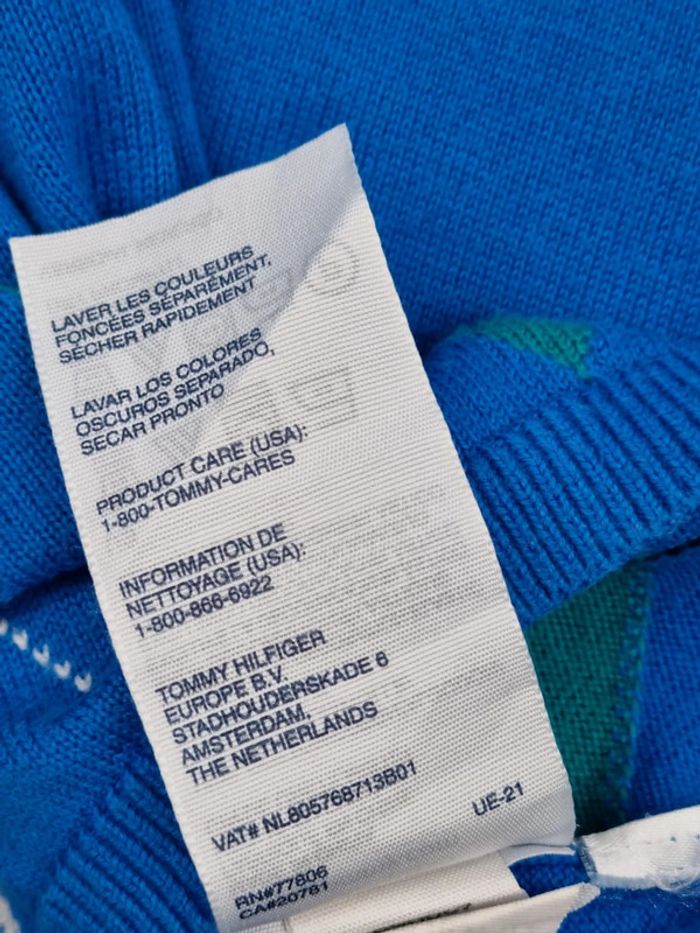 LAVER LES COULEURS
FONCÉES SÉPARÉMENT,
SÉCHER RAPIDEMENT
LAVAR LOS COLORES
OSCUROS SEPARADO,
SECAR PRONTO
PRODUCT CARE (USA):
1-800-TOMMY-CARES
INFORMATION DE
NETTOYAGE (USA):
1-800-866-6922
TOMMY HILFIGER
EUROPE B.V.
STADHOUDERSKADE 6
AMSTERDAM,
THE NETHERLANDS
VAT# NL805768713B01
UE-21
RN#77806
CA#20781